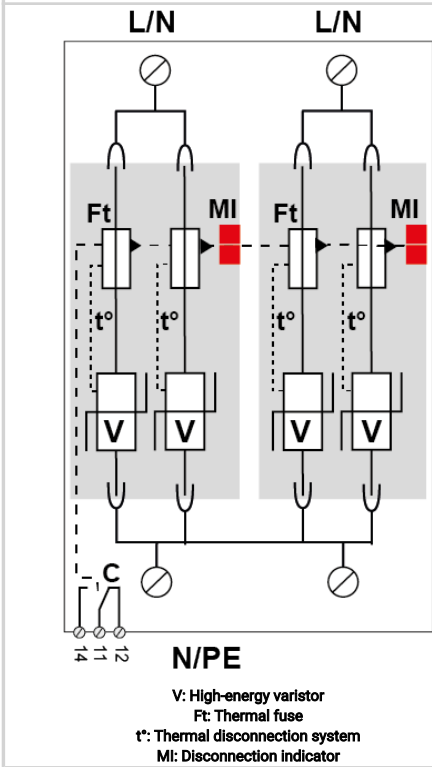 L/N L/N
Ft MI Ft MI
t° t° t° t°
V V V V
C
14 11 12
N/PE
V: High-energy varistor
Ft: Thermal fuse
t°: Thermal disconnection system
MI: Disconnection indicator